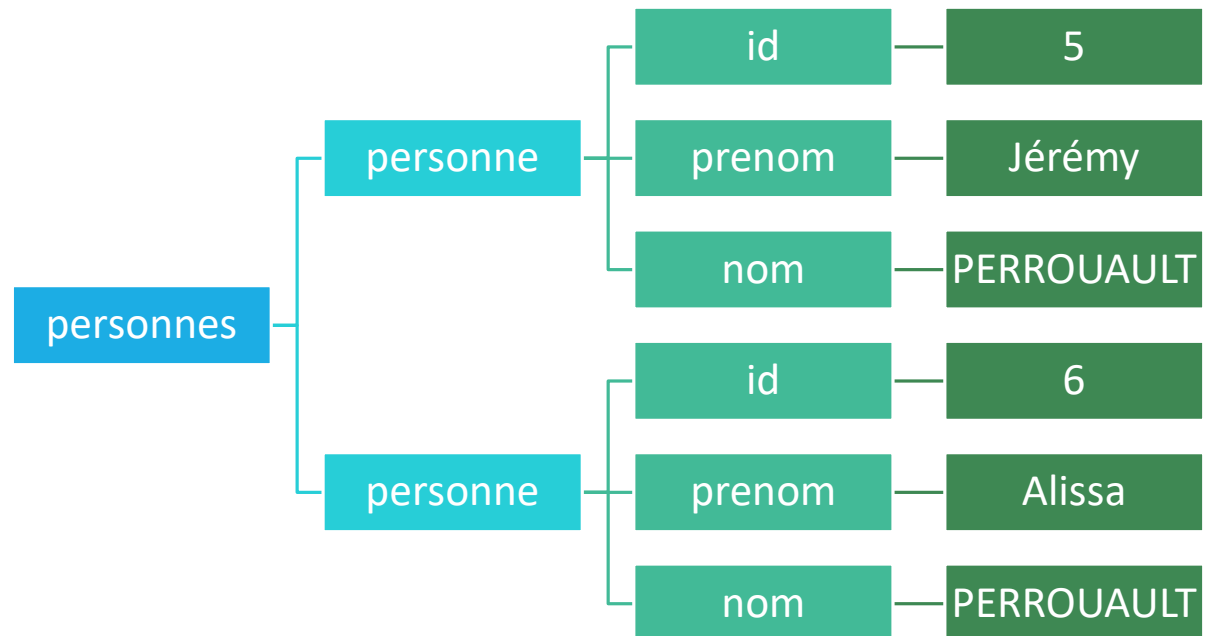 personnes
personne
id
5
prenom
Jérémy
nom
PERROUAULT
personne
id
6
prenom
Alissa
nom
PERROUAULT